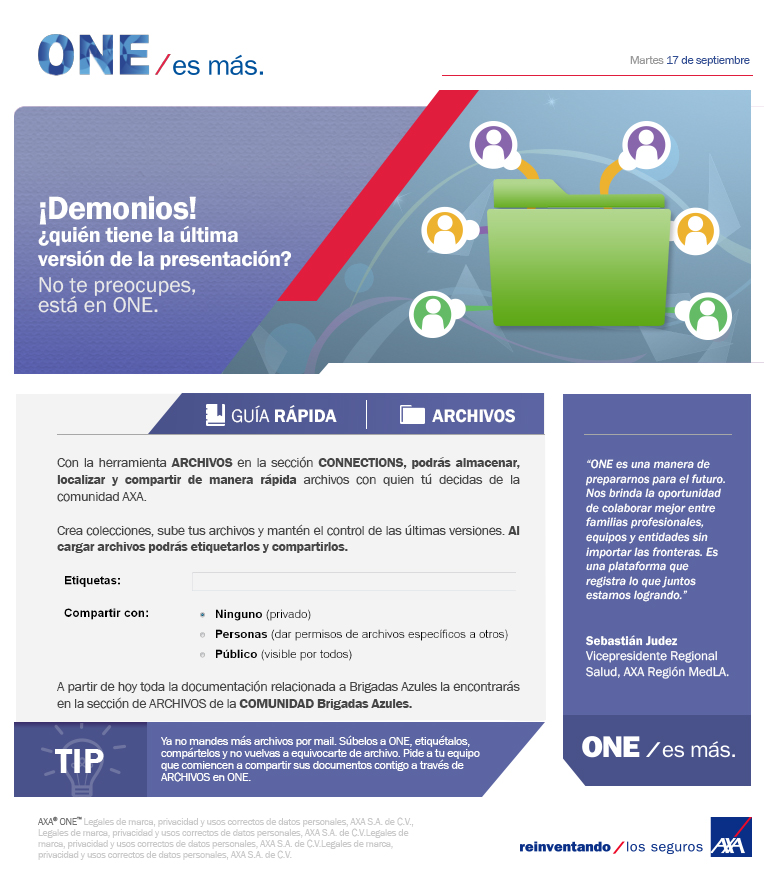 ONE /es más.
Martes 17 de septiembre
¡Demonios!
¿quién tiene la última
versión de la presentación?
No te preocupes,
está en ONE.
GUÍA RÁPIDA
ARCHIVOS
Con la herramienta ARCHIVOS en la sección CONNECTIONS, podrás almacenar,
localizar y compartir de manera rápida archivos con quien tú decidas de la
comunidad AXA.
Crea colecciones, sube tus archivos y mantén el control de las últimas versiones. Al
cargar archivos podrás etiquetarlos y compartirlos.
Etiquetas:
Compartir con:
Ninguno (privado)
Personas (dar permisos de archivos específicos a otros)
Público (visible por todos)
A partir de hoy toda la documentación relacionada a Brigadas Azules la encontrarás
en la sección de ARCHIVOS de la COMUNIDAD Brigadas Azules.
TIP
Ya no mandes más archivos por mail. Súbelos a ONE, etiquétalos,
compártelos y no vuelvas a equivocarte de archivo. Pide a tu equipo
que comiencen a compartir sus documentos contigo a través de
ARCHIVOS en ONE.
“ONE es una manera de
prepararnos para el futuro.
Nos brinda la oportunidad
de colaborar mejor entre
familias profesionales,
equipos y entidades sin
importar las fronteras. Es
una plataforma que
registra lo que juntos
estamos logrando.”
Sebastián Judez
Vicepresidente Regional
Salud, AXA Región MedLA.
ONE /es más.
AXA® ONE™ Legales de marca, privacidad y usos correctos de datos personales, AXA S.A. de C.V.,
Legales de marca, privacidad y usos correctos de datos personales, AXA S.A. de C.V.Legales de
marca, privacidad y usos correctos de datos personales, AXA S.A. de C.V.Legales de marca,
privacidad y usos correctos de datos personales, AXA S.A. de C.V.
reinventando / los seguros
AXA